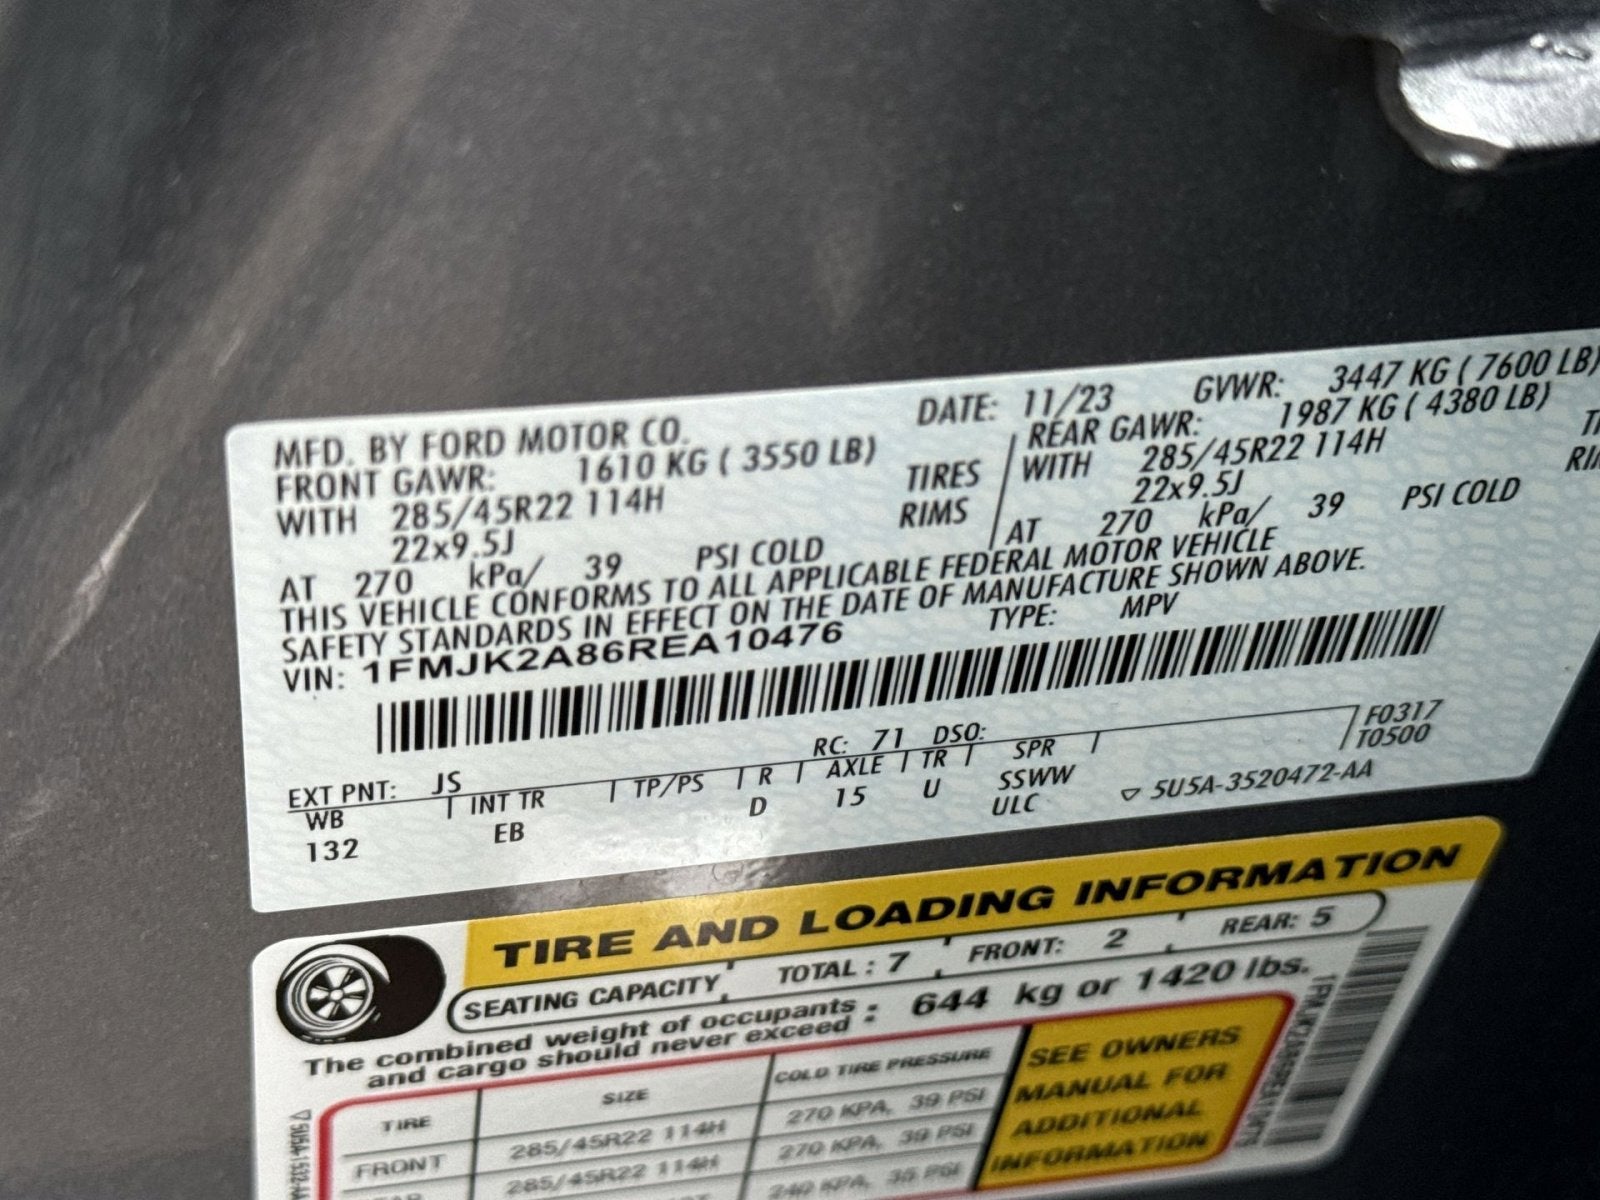 MFD. BY FORD MOTOR CO. DATE: 11/23 GVWR: 3447 KG ( 7600 LB)
FRONT GAWR: 1610 KG ( 3550 LB) REAR GAWR: 1987 KG ( 4380 LB)
WITH 285/45R22 114H TIRES WITH 285/45R22 114H
22x9.5J RIMS 22x9.5J
AT 270 kPa/ 39 PSI COLD AT 270 kPa/ 39 PSI COLD
THIS VEHICLE CONFORMS TO ALL APPLICABLE FEDERAL MOTOR VEHICLE
SAFETY STANDARDS IN EFFECT ON THE DATE OF MANUFACTURE SHOWN ABOVE.
VIN: 1FMJK2A86REA10476 TYPE: MPV
F0317
EXT PNT: JS RC: 71 DSO: T0500
WB INT TR TP/PS R AXLE TR SPR
132 EB D 15 U SSWW
ULC 5U5A-3520472-AA
TIRE AND LOADING INFORMATION
SEATING CAPACITY TOTAL : 7 FRONT: 2 REAR: 5
The combined weight of occupants : 644 kg or 1420 lbs.
and cargo should never exceed :
TIRE SIZE COLD TIRE PRESSURE
FRONT 285/45R22 114H 270 KPA, 39 PSI
285/45R22 114H 270 KPA, 39 PSI
240 KPA, 35 PSI
SEE OWNERS
MANUAL FOR
ADDITIONAL
INFORMATION